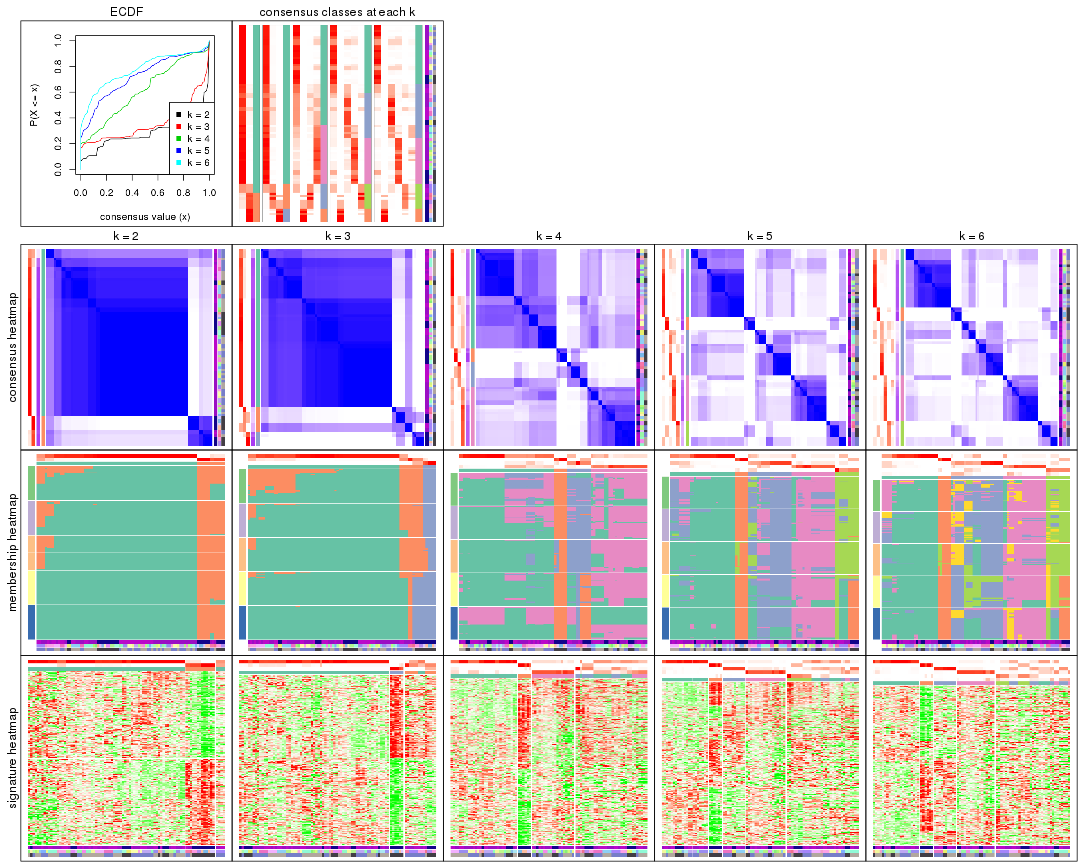 ECDF
consensus classes at each k
P(X <= x)
1.0
0.8
0.6
0.4
0.2
0.0
k = 2
k = 3
k = 4
k = 5
k = 6
0.0 0.2 0.4 0.6 0.8 1.0
consensus value (x)
k = 2
k = 3
k = 4
k = 5
k = 6
consensus heatmap
membership heatmap
signature heatmap